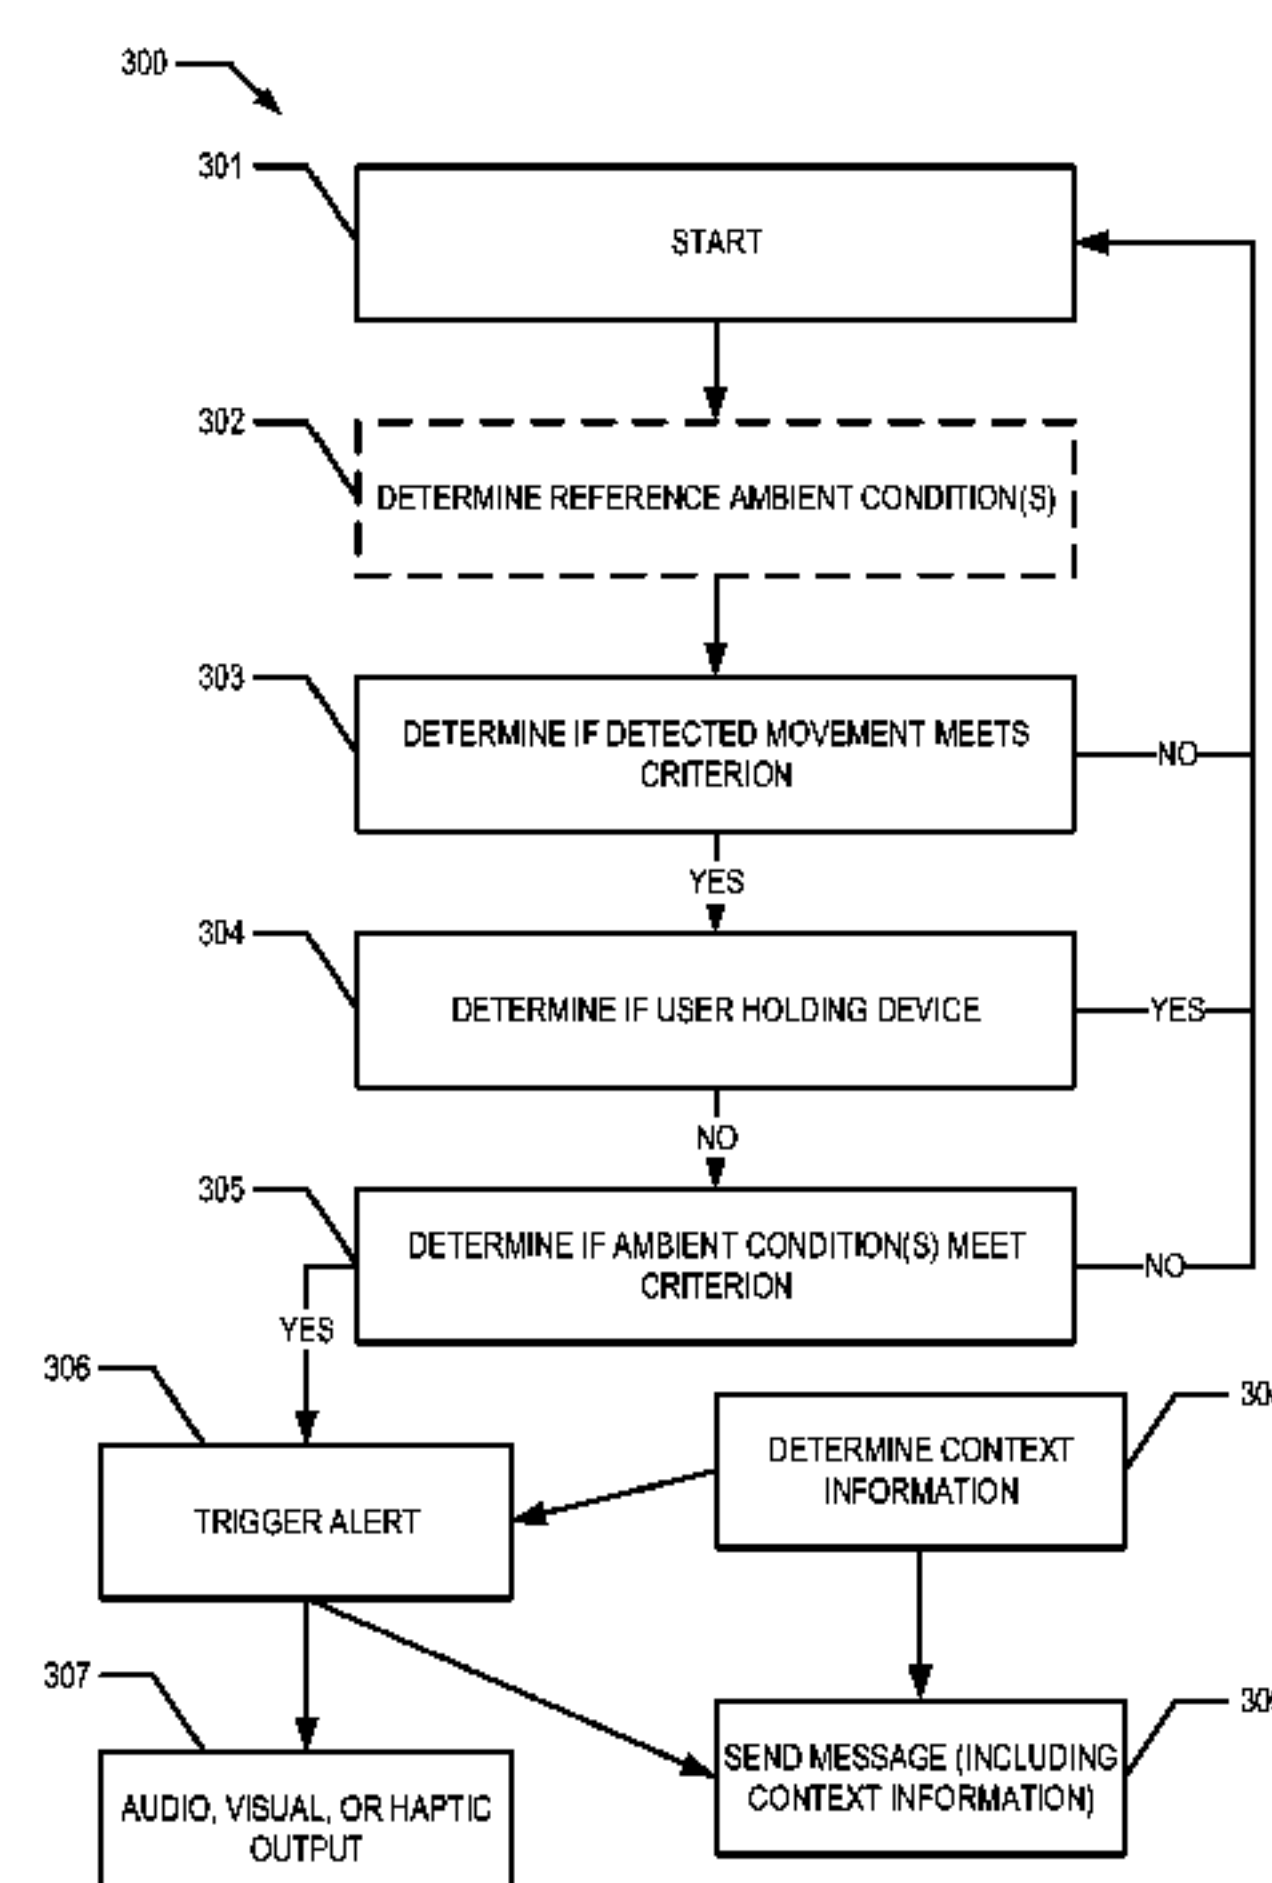 300
301
START
302
DETERMINE REFERENCE AMBIENT CONDITION(S)
303
DETERMINE IF DETECTED MOVEMENT MEETS
CRITERION
NO
YES
304
DETERMINE IF USER HOLDING DEVICE
YES
NO
305
DETERMINE IF AMBIENT CONDITION(S) MEET
CRITERION
NO
YES
306
DETERMINE CONTEXT
INFORMATION
TRIGGER ALERT
307
SEND MESSAGE (INCLUDING
CONTEXT INFORMATION)
AUDIO, VISUAL, OR HAPTIC
OUTPUT